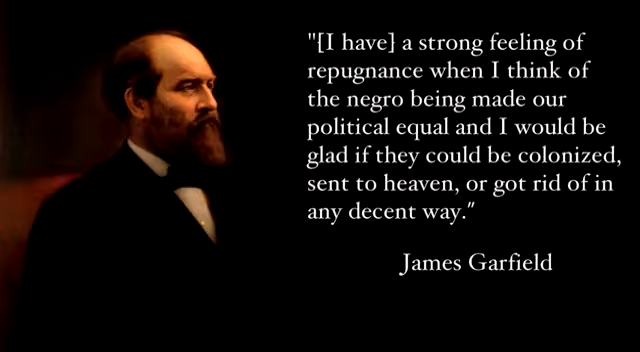 "[I have] a strong feeling of
repugnance when I think of
the negro being made our
political equal and I would be
glad if they could be colonized,
sent to heaven, or got rid of in
any decent way."
James Garfield